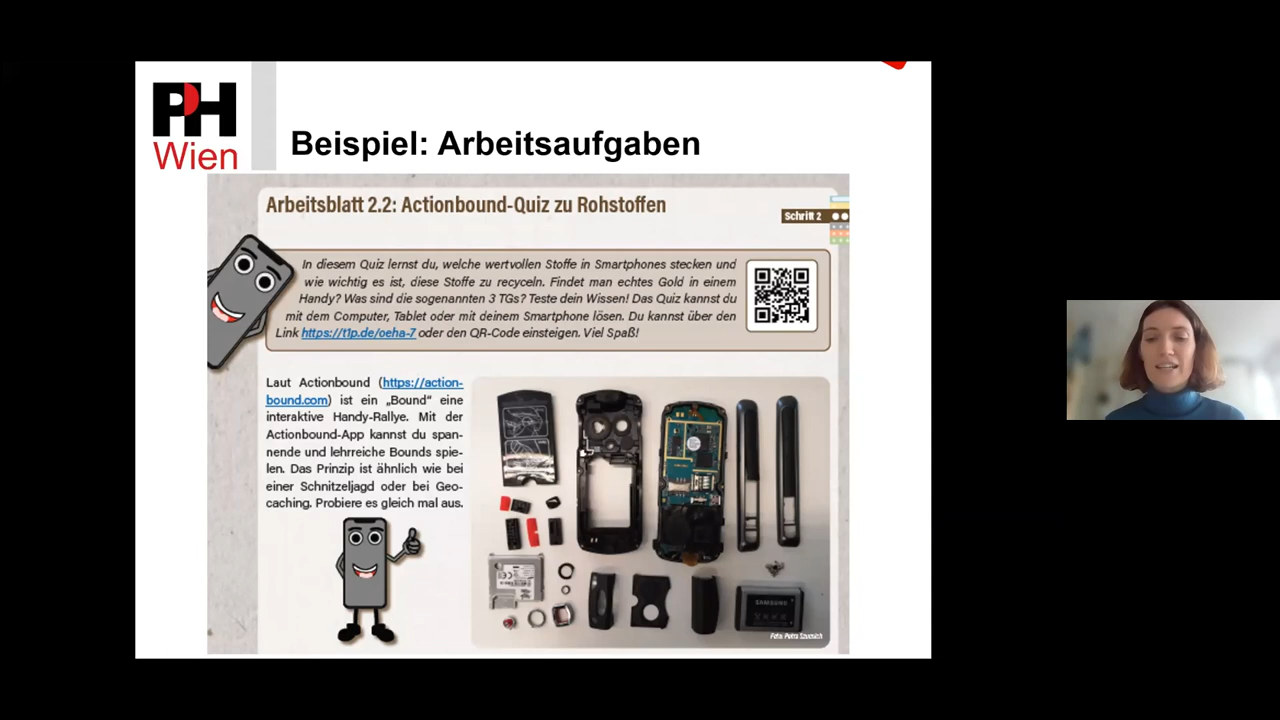 PH
Wien
Beispiel: Arbeitsaufgaben
Arbeitsblatt 2.2: Actionbound-Quiz zu Rohstoffen
Schritt 2
In diesem Quiz lernst du, welche wertvollen Stoffe in Smartphones stecken und
wie wichtig es ist, diese Stoffe zu recyceln. Findet man echtes Gold in einem
Handy? Was sind die sogenannten 3 TGs? Teste dein Wissen! Das Quiz kannst du
mit dem Computer, Tablet oder mit deinem Smartphone lösen. Du kannst über den
Link https://t1p.de/oeha-7 oder den QR-Code einsteigen. Viel Spaß!
Laut Actionbound (https://action-
bound.com) ist ein „Bound“ eine
interaktive Handy-Rallye. Mit der
Actionbound-App kannst du span-
nende und lehrreiche Bounds spie-
len. Das Prinzip ist ähnlich wie bei
einer Schnitzeljagd oder bei Geo-
caching. Probiere es gleich mal aus.
SAMSUNG
Foto: Petra Szucsich